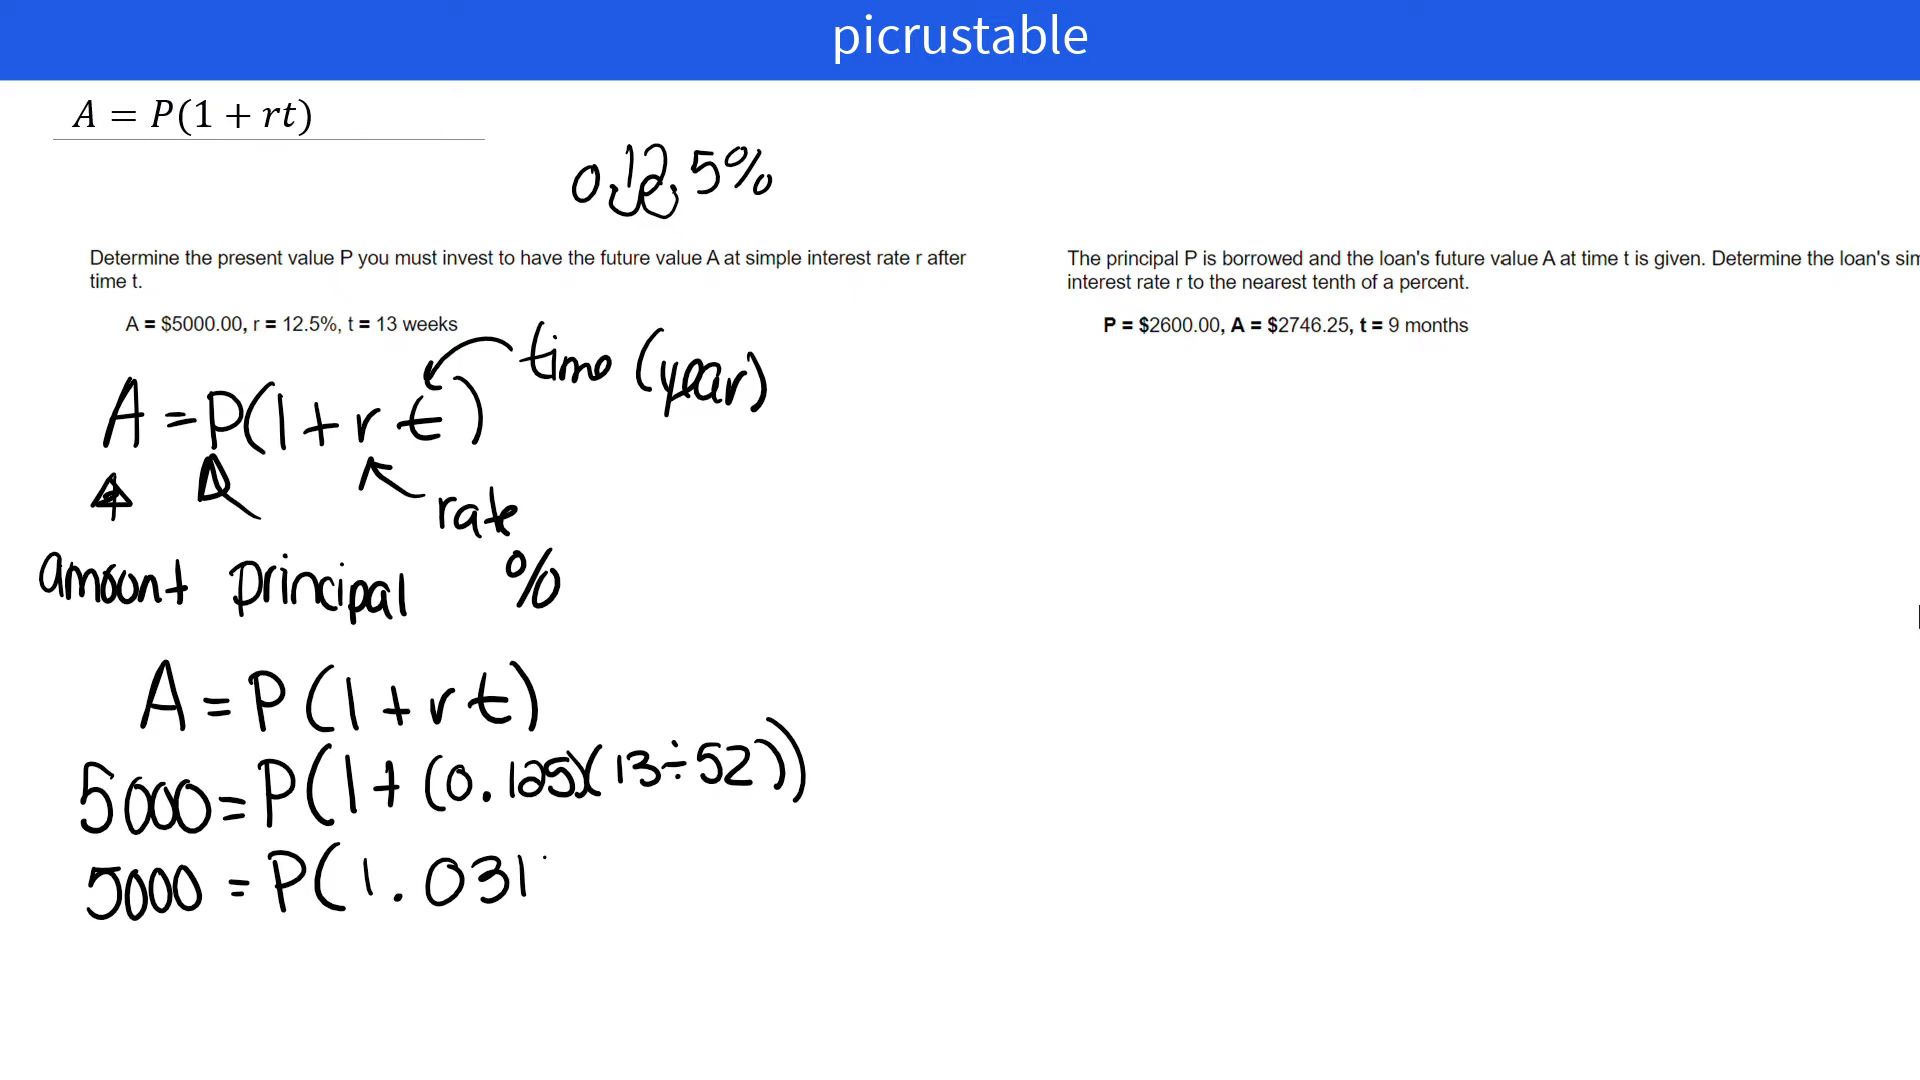 picrustable
A = P(1 + rt)
0.12.5%
Determine the present value P you must invest to have the future value A at simple interest rate r after
time t.
A = $5000.00, r = 12.5%, t = 13 weeks
time (year)
A = P(1 + r t)
rate
amount principal %
A = P(1 + rt)
5000 = P(1 + (0.125)(13÷52))
5000 = P(1.031
The principal P is borrowed and the loan's future value A at time t is given. Determine the loan's
interest rate r to the nearest tenth of a percent.
P = $2600.00, A = $2746.25, t = 9 months